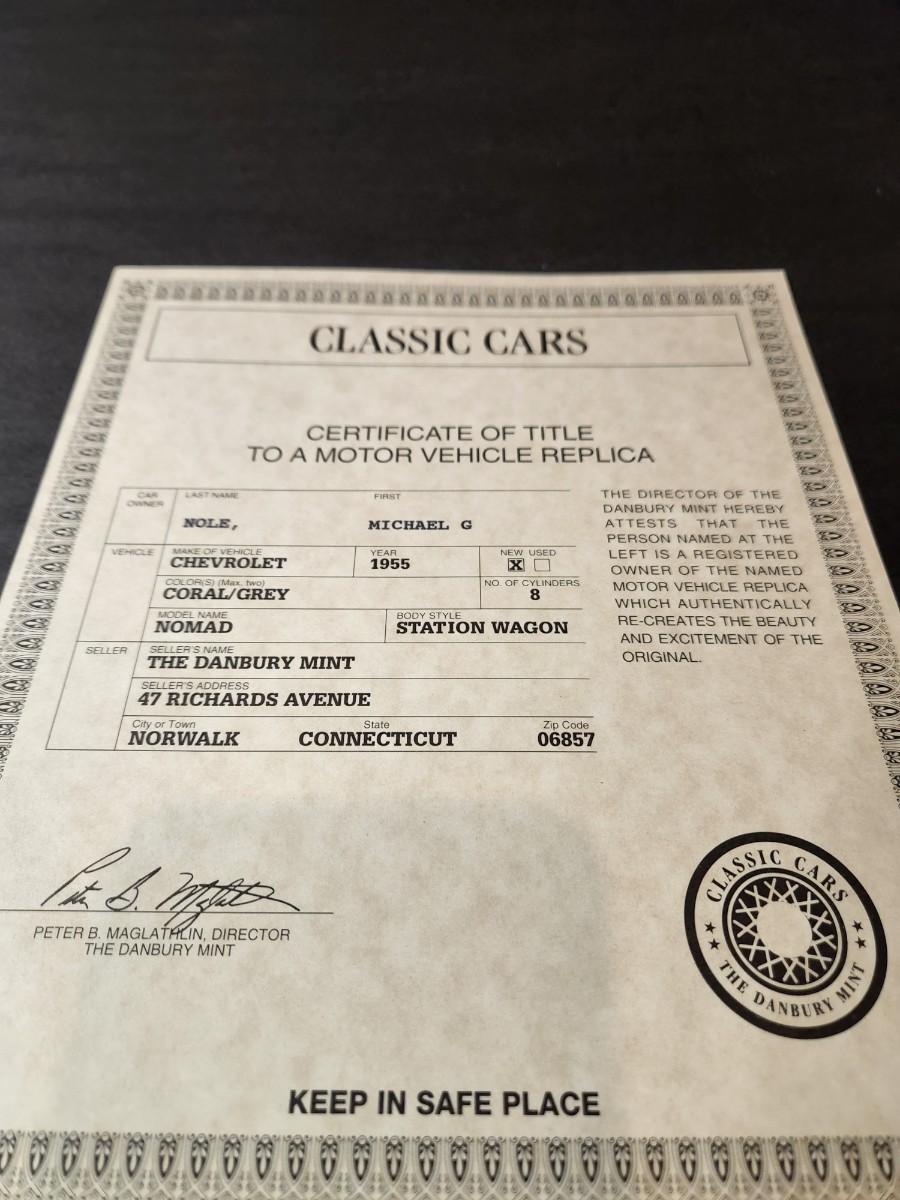 CLASSIC CARS
CERTIFICATE OF TITLE
TO A MOTOR VEHICLE REPLICA
CAR OWNER
LAST NAME FIRST
NOLE, MICHAEL G
VEHICLE
MAKE OF VEHICLE YEAR NEW USED
CHEVROLET 1955 X
COLOR(S) (Max. two) NO. OF CYLINDERS
CORAL/GREY 8
MODEL NAME BODY STYLE
NOMAD STATION WAGON
SELLER
SELLER'S NAME
THE DANBURY MINT
SELLER'S ADDRESS
47 RICHARDS AVENUE
City or Town State Zip Code
NORWALK CONNECTICUT 06857
THE DIRECTOR OF THE
DANBURY MINT HEREBY
ATTESTS THAT THE
PERSON NAMED AT THE
LEFT IS A REGISTERED
OWNER OF THE NAMED
MOTOR VEHICLE REPLICA
WHICH AUTHENTICALLY
RE-CREATES THE BEAUTY
AND EXCITEMENT OF THE
ORIGINAL.
Peter B. Maglathlin
PETER B. MAGLATHLIN, DIRECTOR
THE DANBURY MINT
CLASSIC CARS
THE DANBURY MINT
KEEP IN SAFE PLACE